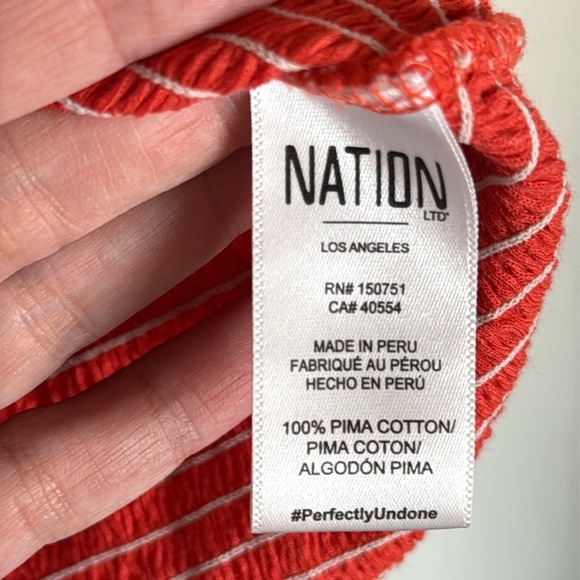 NATION
LTD®
LOS ANGELES
RN# 150751
CA# 40554
MADE IN PERU
FABRIQUÉ AU PÉROU
HECHO EN PERÚ
100% PIMA COTTON/
PIMA COTON/
ALGODÓN PIMA
#PerfectlyUndone